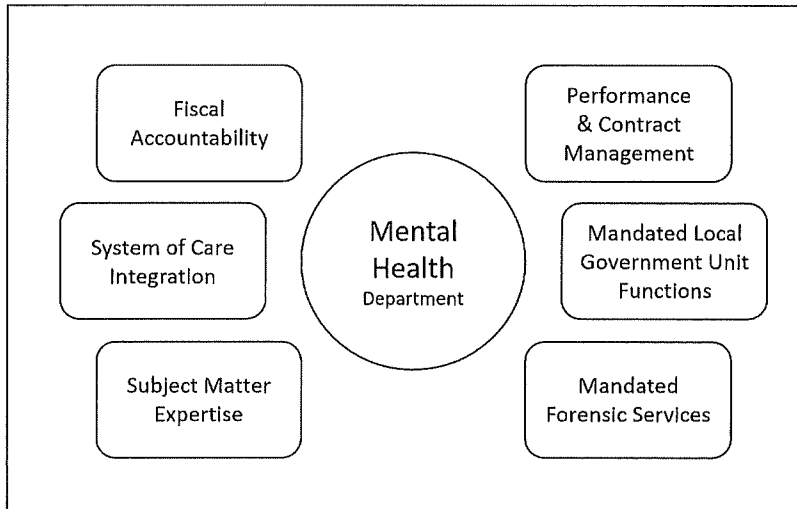 Fiscal
Accountability
System of Care
Integration
Subject Matter
Expertise
Mental
Health
Department
Performance
& Contract
Management
Mandated Local
Government Unit
Functions
Mandated
Forensic Services